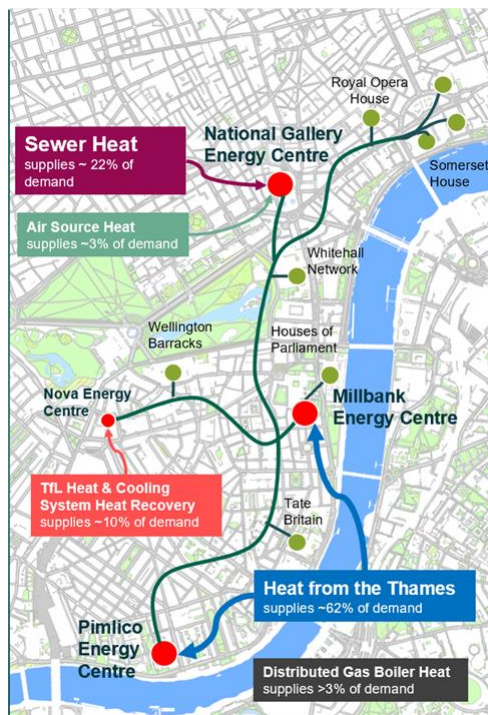 Royal Opera
House
Sewer Heat
supplies ~ 22% of
demand
National Gallery
Energy Centre
Somerset
House
Air Source Heat
supplies ~3% of demand
Whitehall
Network
Wellington
Barracks
Houses of
Parliament
Nova Energy
Centre
Millbank
Energy Centre
TfL Heat & Cooling
System Heat Recovery
supplies ~10% of demand
Tate
Britain
Heat from the Thames
supplies ~62% of demand
Pimlico
Energy
Centre
Distributed Gas Boiler Heat
supplies >3% of demand